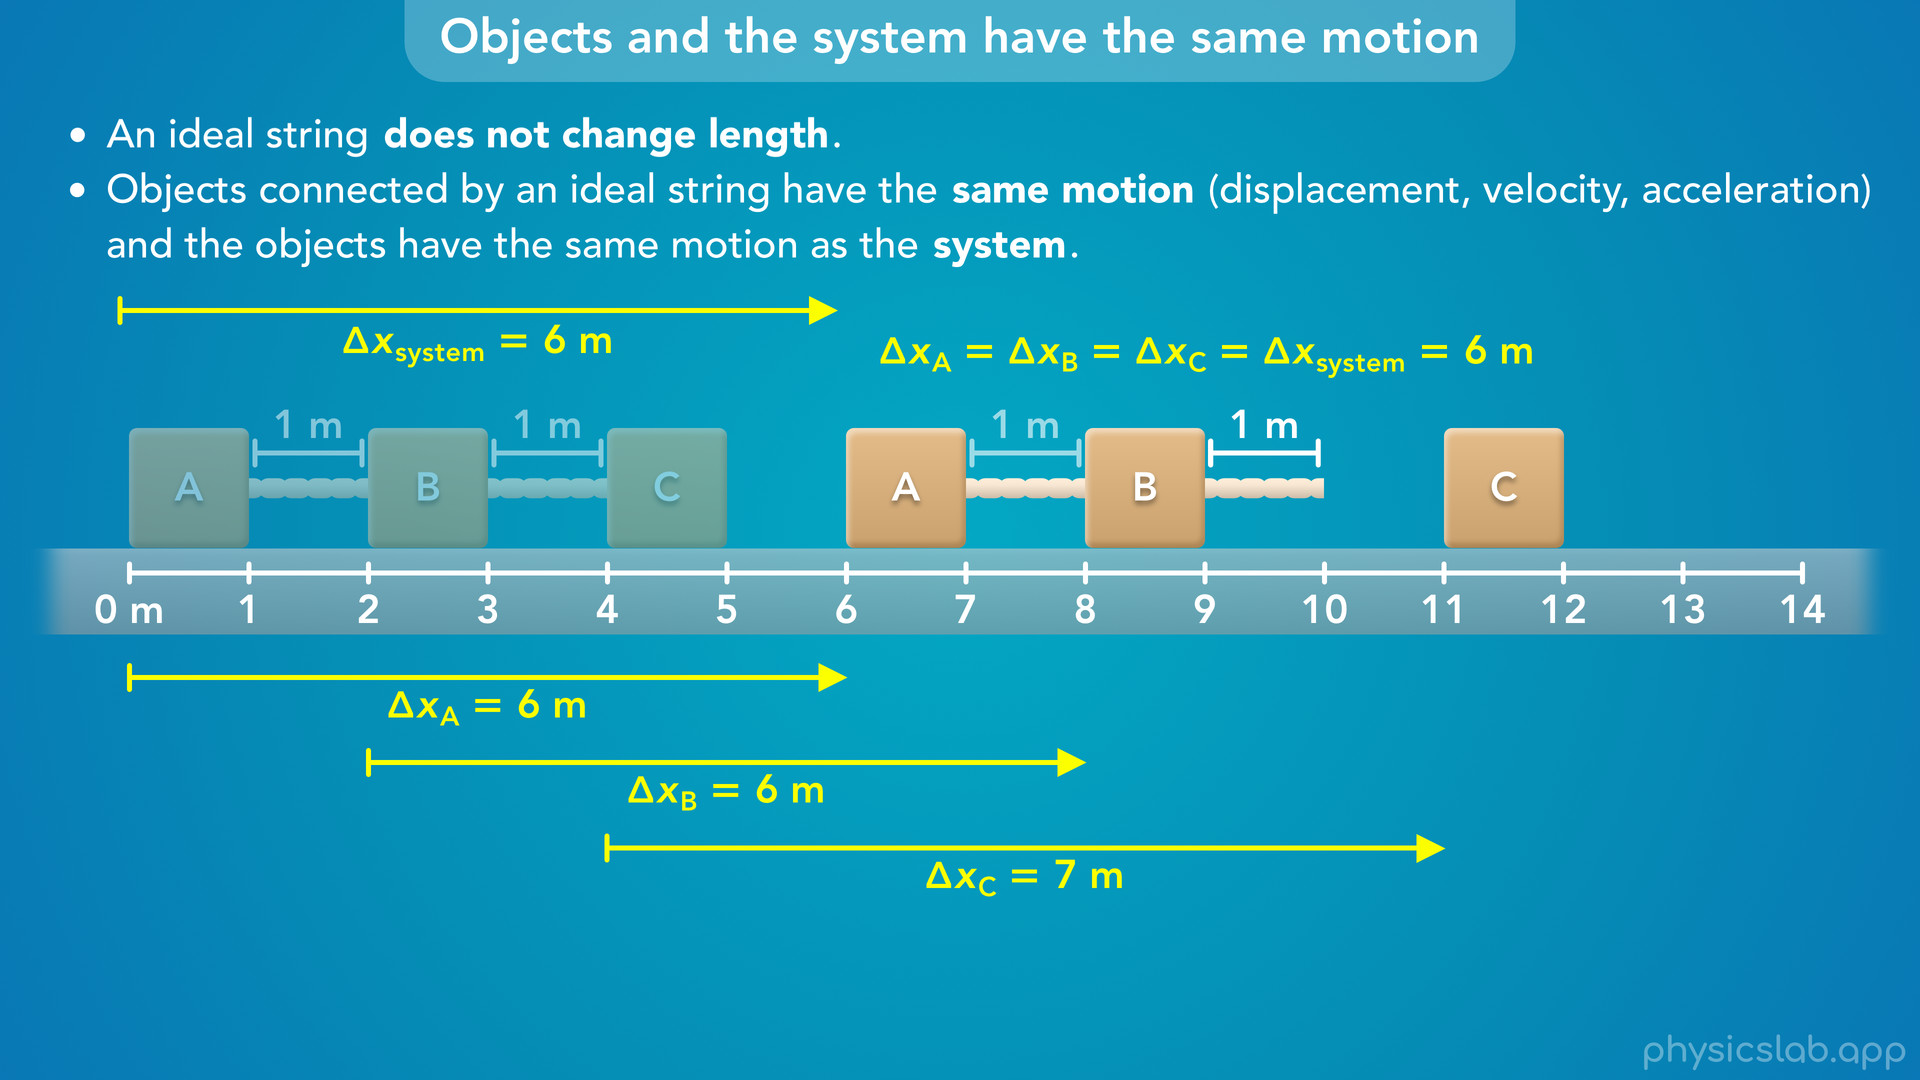 Objects and the system have the same motion
• An ideal string does not change length.
• Objects connected by an ideal string have the same motion (displacement, velocity, acceleration)
and the objects have the same motion as the system.
Δxsystem = 6 m
ΔxA = ΔxB = ΔxC = Δxsystem = 6 m
1 m 1 m 1 m 1 m
A B C A B C
0 m 1 2 3 4 5 6 7 8 9 10 11 12 13 14
ΔxA = 6 m
ΔxB = 6 m
ΔxC = 7 m
physicslab.app